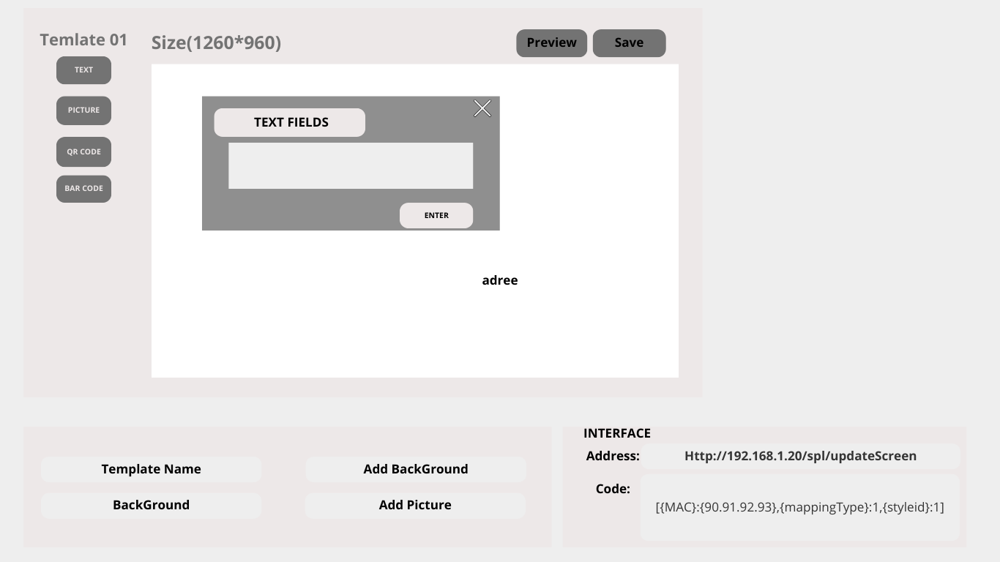 Temlate 01
Size(1260*960)
Preview
Save
TEXT
PICTURE
QR CODE
BAR CODE
TEXT FIELDS
ENTER
adree
Template Name
Add BackGround
BackGround
Add Picture
INTERFACE
Address:
Http://192.168.1.20/spl/updateScreen
Code:
[{MAC}:{90.91.92.93},{mappingType}:1,{styleid}:1]